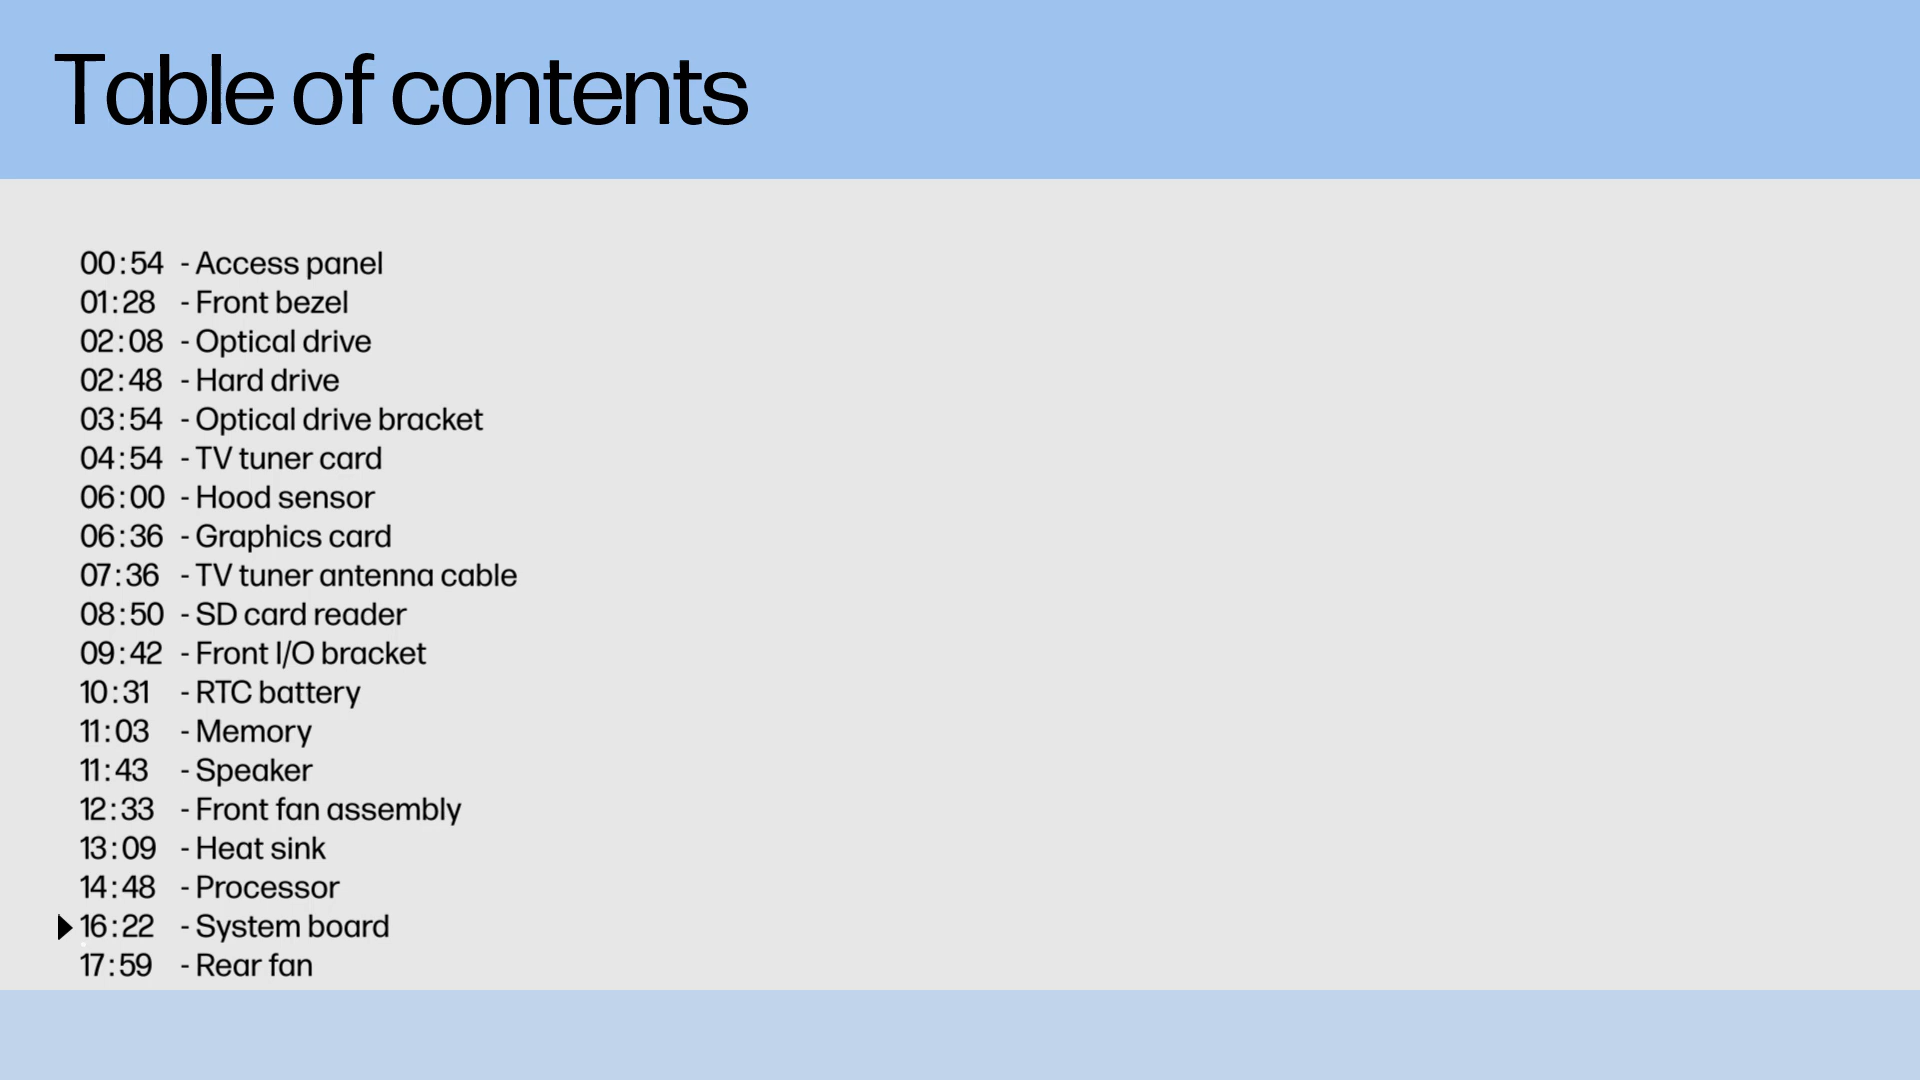 Table of contents
00:54 - Access panel
01:28 - Front bezel
02:08 - Optical drive
02:48 - Hard drive
03:54 - Optical drive bracket
04:54 - TV tuner card
06:00 - Hood sensor
06:36 - Graphics card
07:36 - TV tuner antenna cable
08:50 - SD card reader
09:42 - Front I/O bracket
10:31 - RTC battery
11:03 - Memory
11:43 - Speaker
12:33 - Front fan assembly
13:09 - Heat sink
14:48 - Processor
16:22 - System board
17:59 - Rear fan